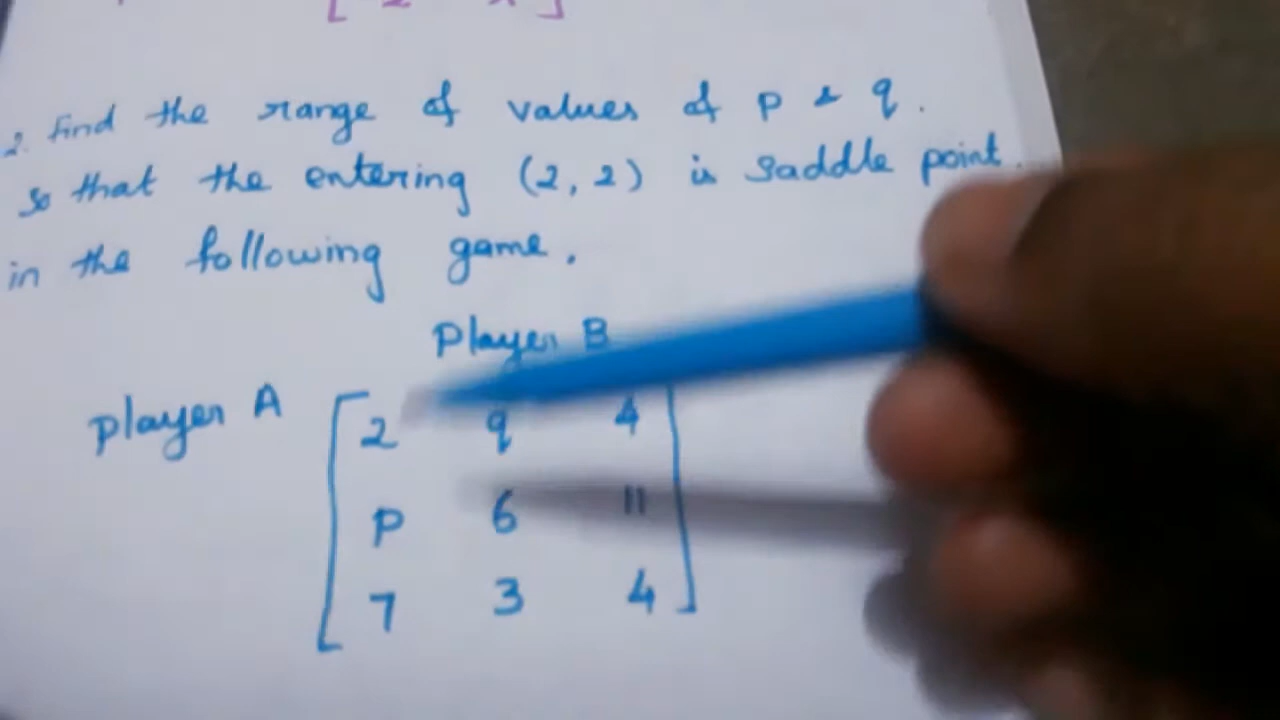 2. Find the range of values of P & q.
so that the entering (2,2) is saddle point.
in the following game.
Player B
Player A
2 q 4
P 6 11
7 3 4